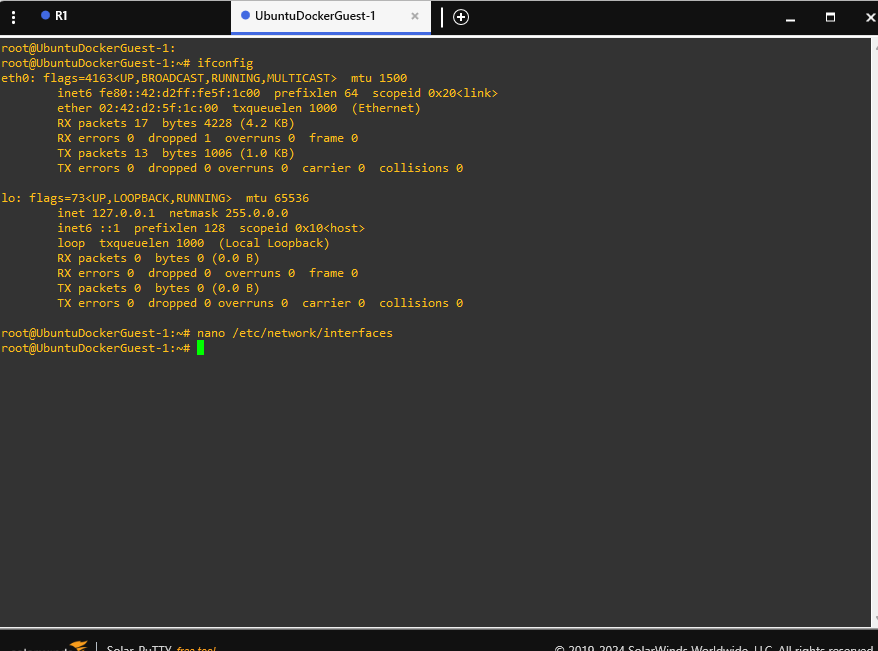 R1
UbuntuDockerGuest-1
root@UbuntuDockerGuest-1:
root@UbuntuDockerGuest-1:~# ifconfig
eth0: flags=4163<UP,BROADCAST,RUNNING,MULTICAST>  mtu 1500
        inet6 fe80::42:d2ff:fe5f:1c00  prefixlen 64  scopeid 0x20<link>
        ether 02:42:d2:5f:1c:00  txqueuelen 1000  (Ethernet)
        RX packets 17  bytes 4228 (4.2 KB)
        RX errors 0  dropped 1  overruns 0  frame 0
        TX packets 13  bytes 1006 (1.0 KB)
        TX errors 0  dropped 0 overruns 0  carrier 0  collisions 0
lo: flags=73<UP,LOOPBACK,RUNNING>  mtu 65536
        inet 127.0.0.1  netmask 255.0.0.0
        inet6 ::1  prefixlen 128  scopeid 0x10<host>
        loop  txqueuelen 1000  (Local Loopback)
        RX packets 0  bytes 0 (0.0 B)
        RX errors 0  dropped 0  overruns 0  frame 0
        TX packets 0  bytes 0 (0.0 B)
        TX errors 0  dropped 0 overruns 0  carrier 0  collisions 0
root@UbuntuDockerGuest-1:~# nano /etc/network/interfaces
root@UbuntuDockerGuest-1:~#
Solar-PuTTY free tool
© 2019-2024 SolarWinds Worldwide, LLC. All rights reserved.